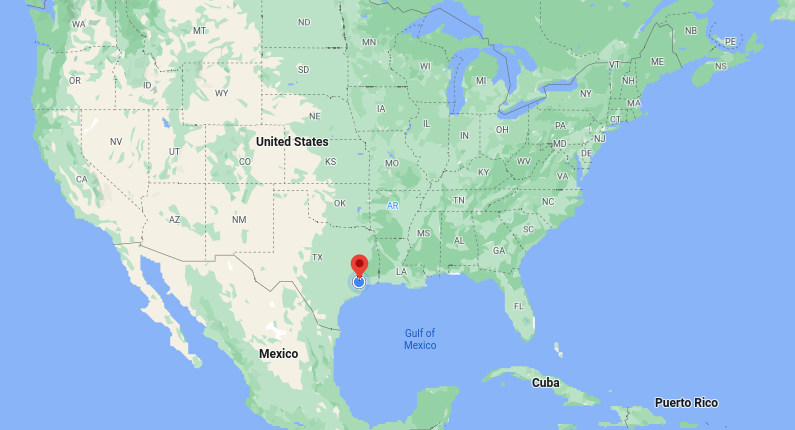 WA
MT
ND
MN
NB
PE
OR
ID
SD
WI
MI
VT
ME
NS
WY
NE
IA
NY
NH
MA
NV
UT
United States
CO
KS
MO
IL
IN
OH
PA
CT
NJ
MD
DE
CA
KY
WV
VA
AZ
NM
OK
AR
TN
NC
TX
LA
MS
AL
GA
SC
FL
Gulf of
Mexico
Mexico
Cuba
Puerto Rico